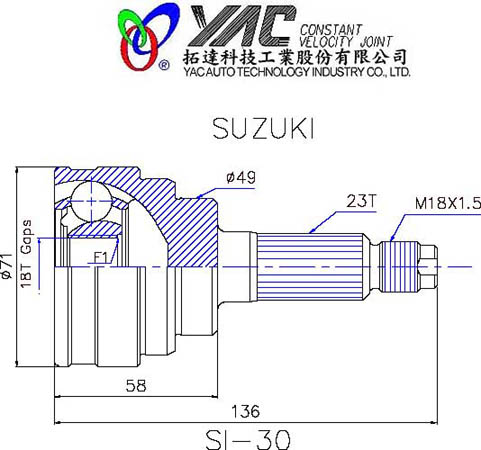 YAC CONSTANT
VELOCITY JOINT
®
拓達科技工業股份有限公司
YAC AUTO TECHNOLOGY INDUSTRY CO., LTD.
SUZUKI
ø49
23T
M18X1.5
ø71
18T Gaps
F1
58
136
SI-30